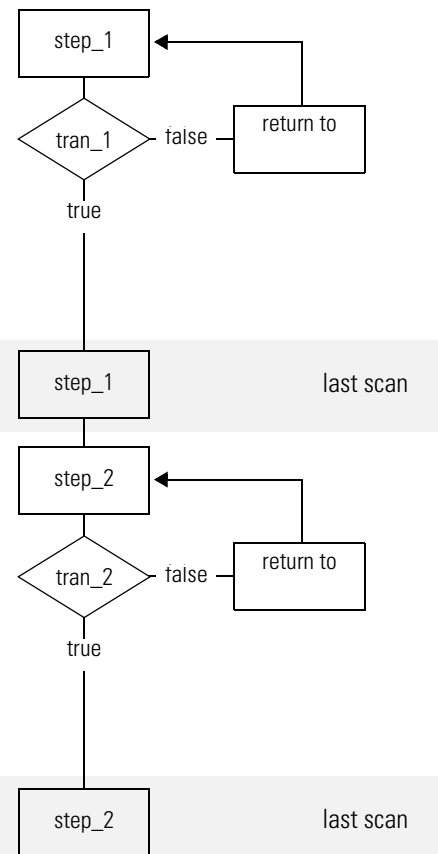 step_1
tran_1
false
return to
true
step_1
last scan
step_2
tran_2
false
return to
true
step_2
last scan